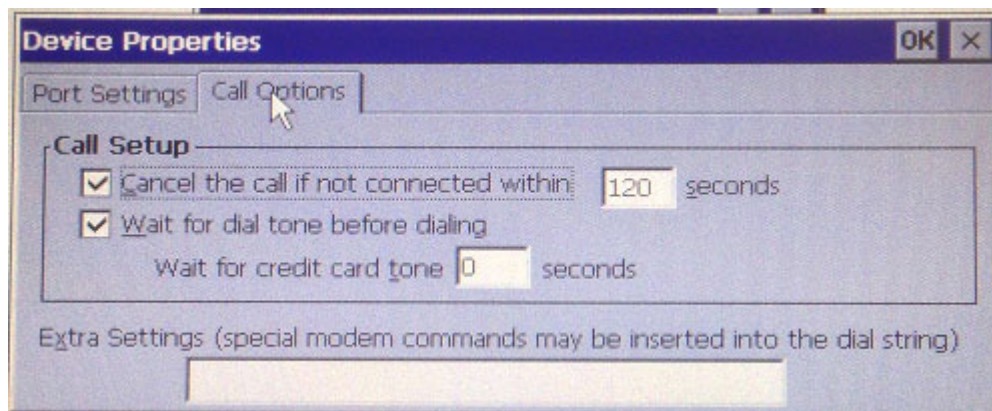 Device Properties OK ×
Port Settings Call Options
Call Setup
Cancel the call if not connected within 120 seconds
Wait for dial tone before dialing
Wait for credit card tone 0 seconds
Extra Settings (special modem commands may be inserted into the dial string)